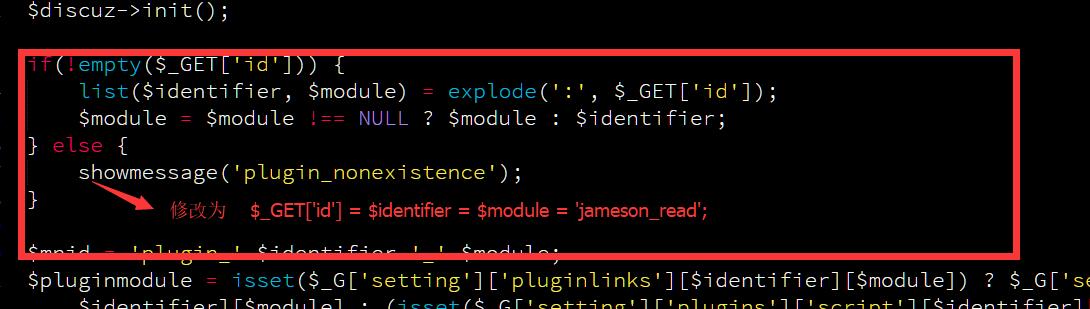 $discuz->init();
if(!empty($_GET['id'])) {
list($identifier, $module) = explode(':', $_GET['id']);
$module = $module !== NULL ? $module : $identifier;
} else {
showmessage('plugin_nonexistence');
}
修改为 $_GET['id'] = $identifier = $module = 'jameson_read';
$mnid = 'plugin_'.$identifier.'_'.$module;
$pluginmodule = isset($_G['setting']['pluginlinks'][$identifier][$module]) ? $_G['se
$identifier][$module] : (isset($_G['setting']['plugins']['script'][$identifier]